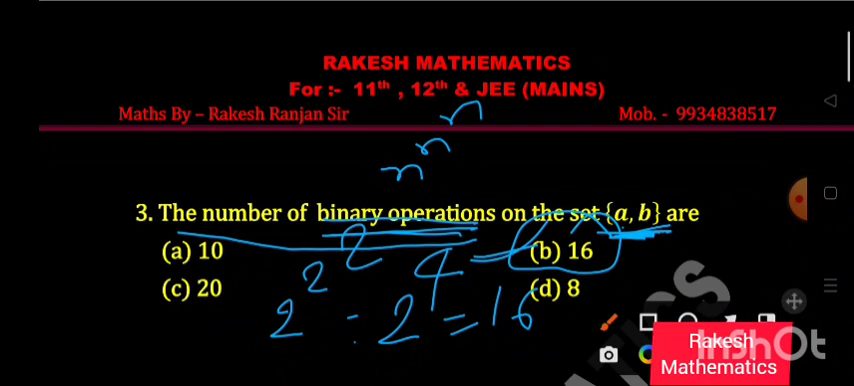 RAKESH MATHEMATICS
For :- 11th , 12th & JEE (MAINS)
Maths By – Rakesh Ranjan Sir Mob. - 9934838517
n n n
3. The number of binary operations on the set {a, b} are
(a) 10 (b) 16
(c) 20 (d) 8
2 2 2 = 2 4 = 16
Rakesh
Mathematics
InShOt